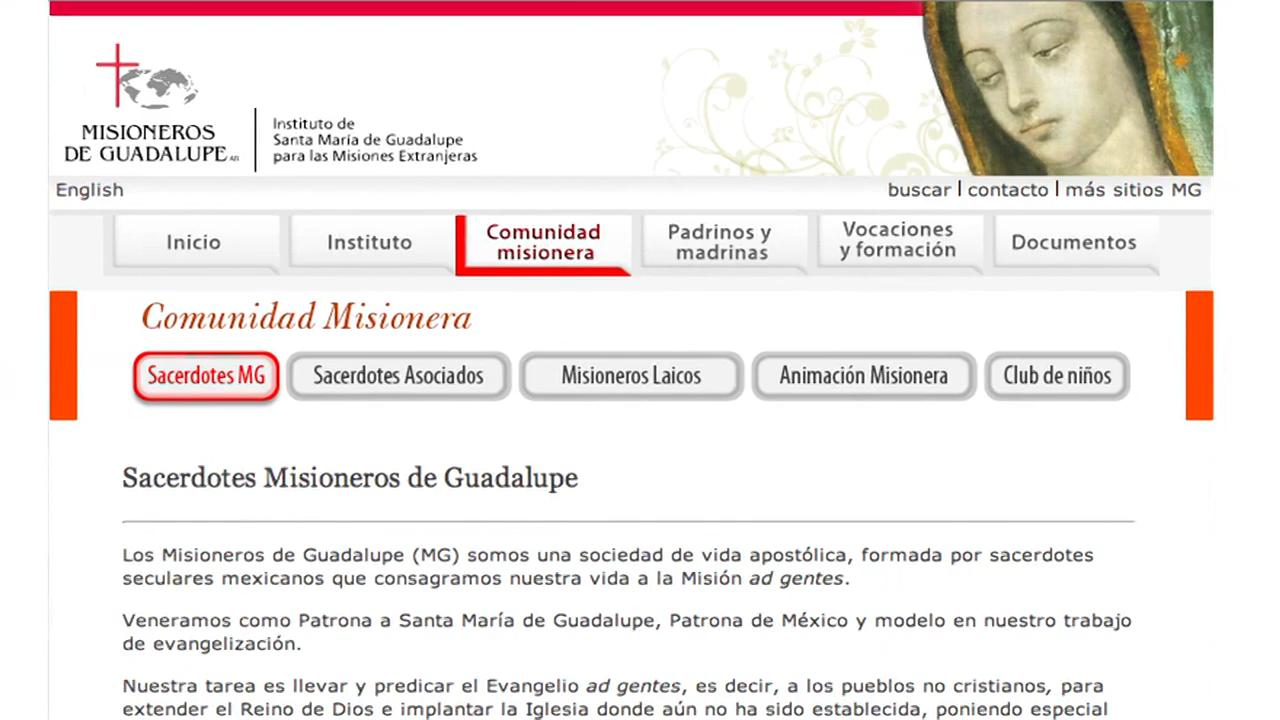 MISIONEROS
DE GUADALUPE
Instituto de
Santa María de Guadalupe
para las Misiones Extranjeras
English
buscar | contacto | más sitios MG
Inicio
Instituto
Comunidad
misionera
Padrinos y
madrinas
Vocaciones
y formación
Documentos
Comunidad Misionera
Sacerdotes MG
Sacerdotes Asociados
Misioneros Laicos
Animación Misionera
Club de niños
Sacerdotes Misioneros de Guadalupe
Los Misioneros de Guadalupe (MG) somos una sociedad de vida apostólica, formada por sacerdotes
seculares mexicanos que consagramos nuestra vida a la Misión ad gentes.
Veneramos como Patrona a Santa María de Guadalupe, Patrona de México y modelo en nuestro trabajo
de evangelización.
Nuestra tarea es llevar y predicar el Evangelio ad gentes, es decir, a los pueblos no cristianos, para
extender el Reino de Dios e implantar la Iglesia donde aún no ha sido establecida, poniendo especial